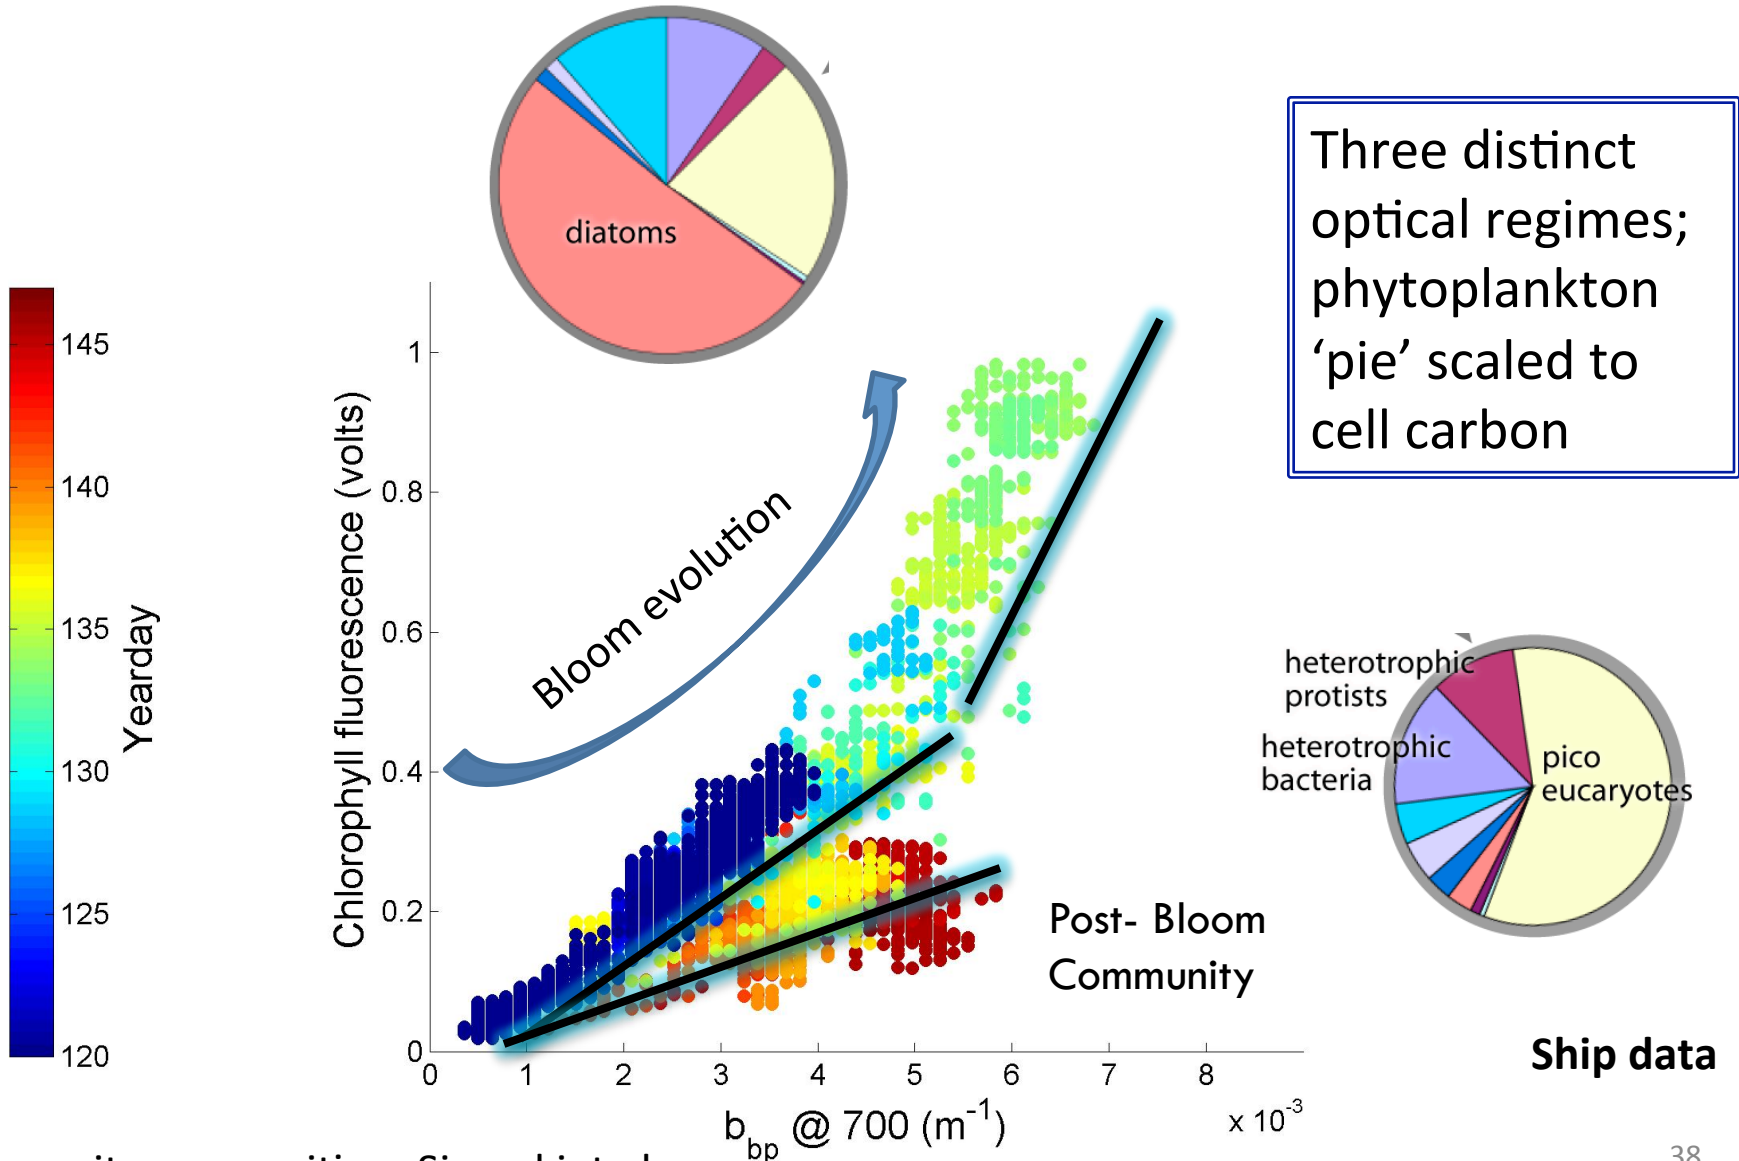 diatoms
Three distinct
optical regimes;
phytoplankton
‘pie’ scaled to
cell carbon
145
140
135
130
125
120
Yearday
Chlorophyll fluorescence (volts)
1
0.8
0.6
0.4
0.2
0
Bloom evolution
heterotrophic
protists
heterotrophic
bacteria
pico
eucaryotes
Post- Bloom
Community
Ship data
0 1 2 3 4 5 6 7 8
x 10-3
bbp @ 700 (m-1)
38